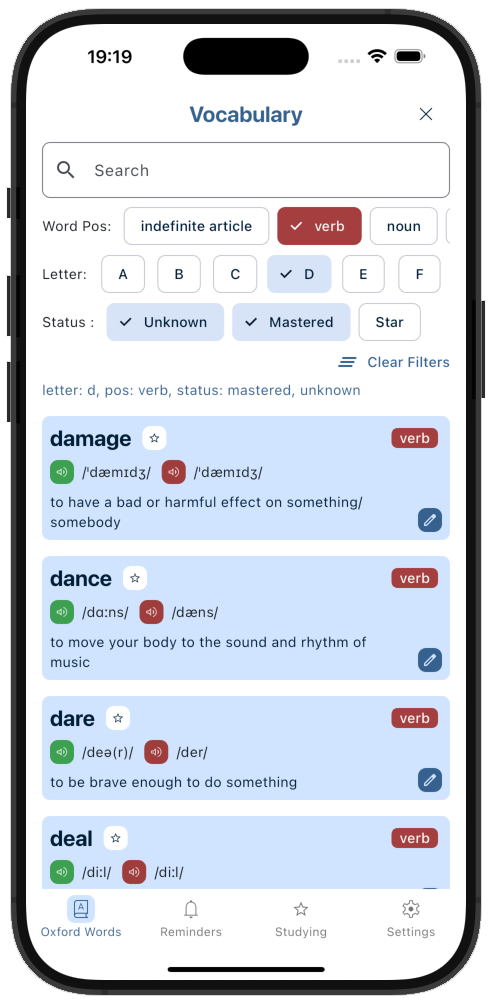 19:19
Vocabulary
Search
Word Pos: indefinite article verb noun
Letter: A B C D E F
Status : Unknown Mastered Star
Clear Filters
letter: d, pos: verb, status: mastered, unknown
damage verb
/ˈdæmɪdʒ/ /ˈdæmɪdʒ/
to have a bad or harmful effect on something/
somebody
dance verb
/dɑːns/ /dæns/
to move your body to the sound and rhythm of
music
dare verb
/deə(r)/ /der/
to be brave enough to do something
deal verb
/diːl/ /diːl/
Oxford Words Reminders Studying Settings